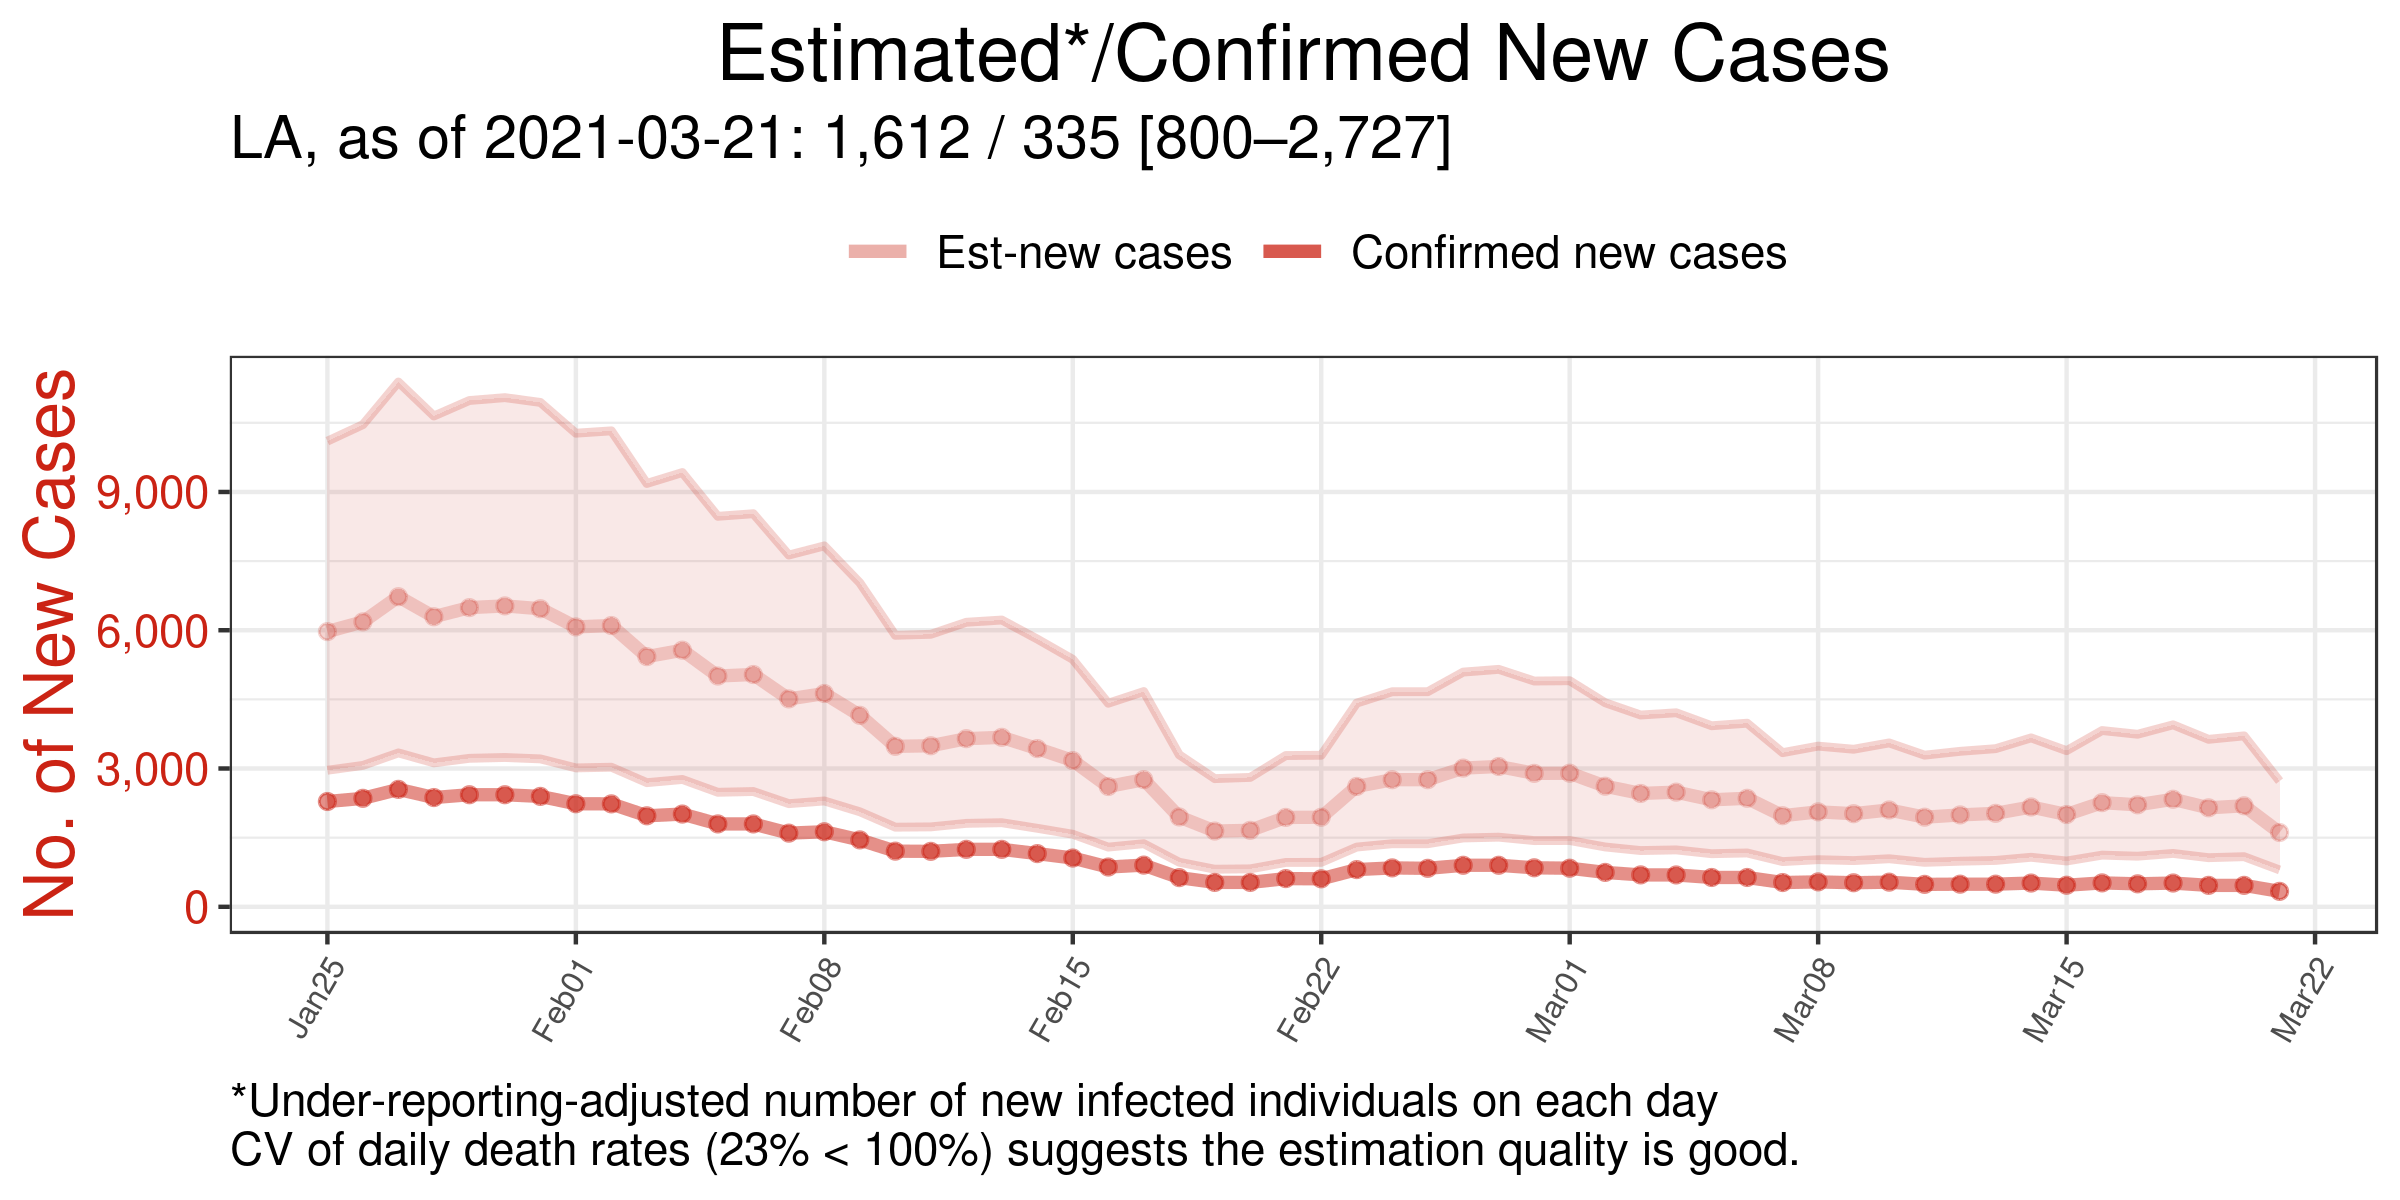 Estimated*/Confirmed New Cases
LA, as of 2021-03-21: 1,612 / 335 [800–2,727]
Est-new cases Confirmed new cases
No. of New Cases
9,000
6,000
3,000
0
Jan25 Feb01 Feb08 Feb15 Feb22 Mar01 Mar08 Mar15 Mar22
*Under-reporting-adjusted number of new infected individuals on each day
CV of daily death rates (23% < 100%) suggests the estimation quality is good.